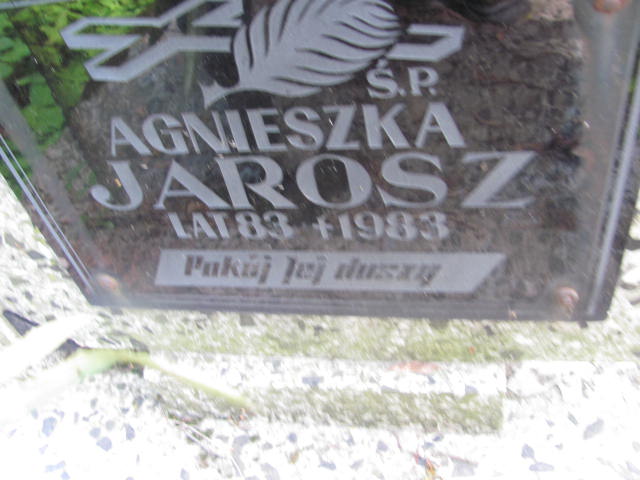 Ś.P.
AGNIESZKA
JAROSZ
LAT 83 +1983
Pokój Jej duszy